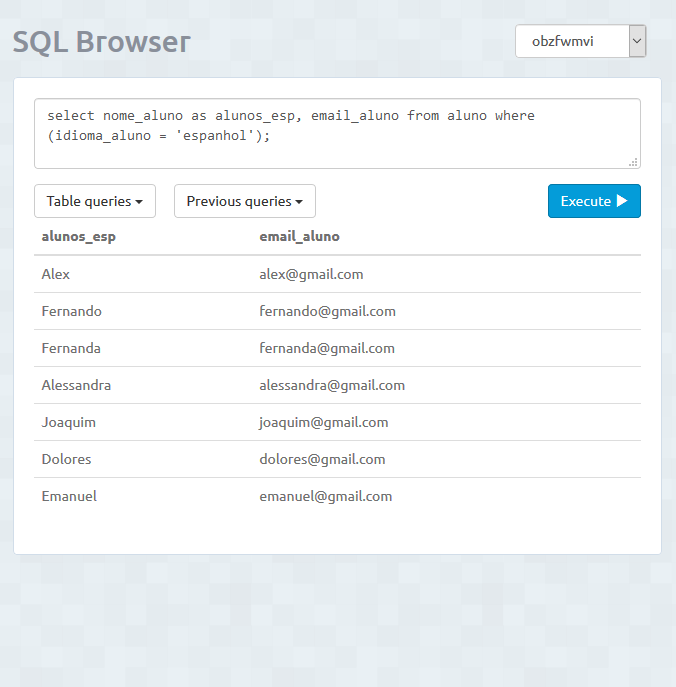 SQL Browser
obzfwmvi
select nome_aluno as alunos_esp, email_aluno from aluno where
(idioma_aluno = 'espanhol');
Table queries
Previous queries
Execute
alunos_esp email_aluno
Alex alex@gmail.com
Fernando fernando@gmail.com
Fernanda fernanda@gmail.com
Alessandra alessandra@gmail.com
Joaquim joaquim@gmail.com
Dolores dolores@gmail.com
Emanuel emanuel@gmail.com